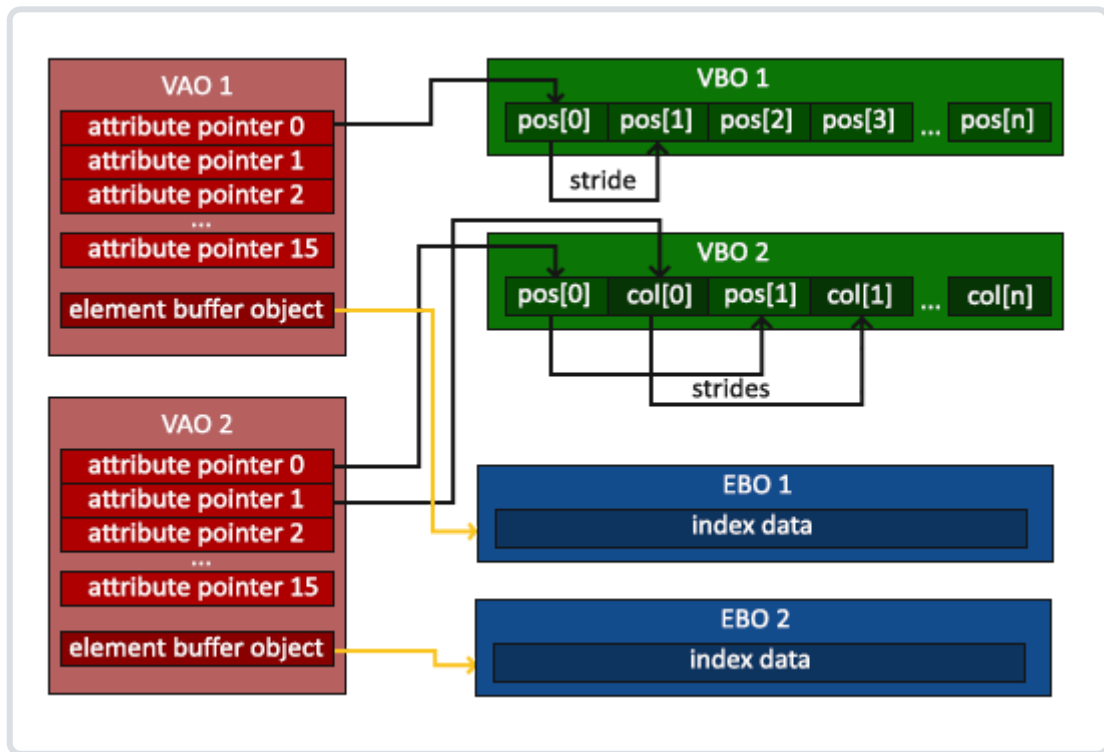 VAO 1
attribute pointer 0
attribute pointer 1
attribute pointer 2
...
attribute pointer 15
element buffer object
VAO 2
attribute pointer 0
attribute pointer 1
attribute pointer 2
...
attribute pointer 15
element buffer object
VBO 1
pos[0] pos[1] pos[2] pos[3] ... pos[n]
stride
VBO 2
pos[0] col[0] pos[1] col[1] ... col[n]
strides
EBO 1
index data
EBO 2
index data